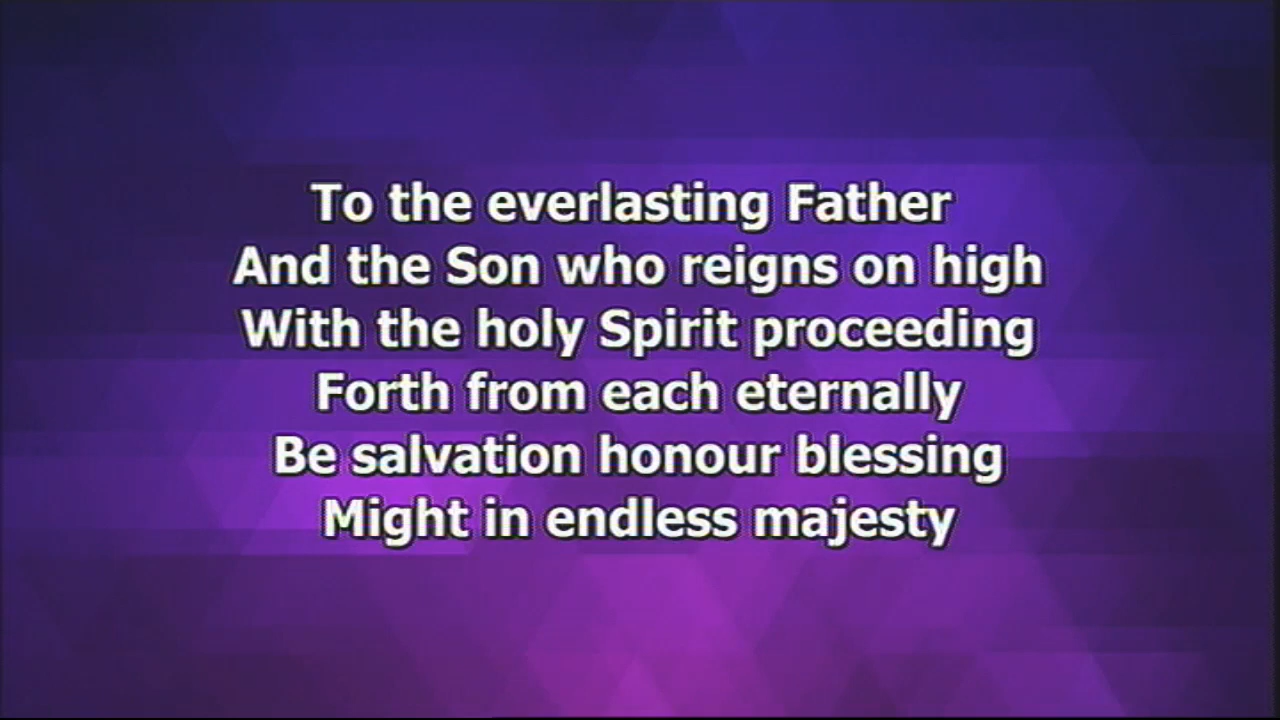 To the everlasting Father
And the Son who reigns on high
With the holy Spirit proceeding
Forth from each eternally
Be salvation honour blessing
Might in endless majesty